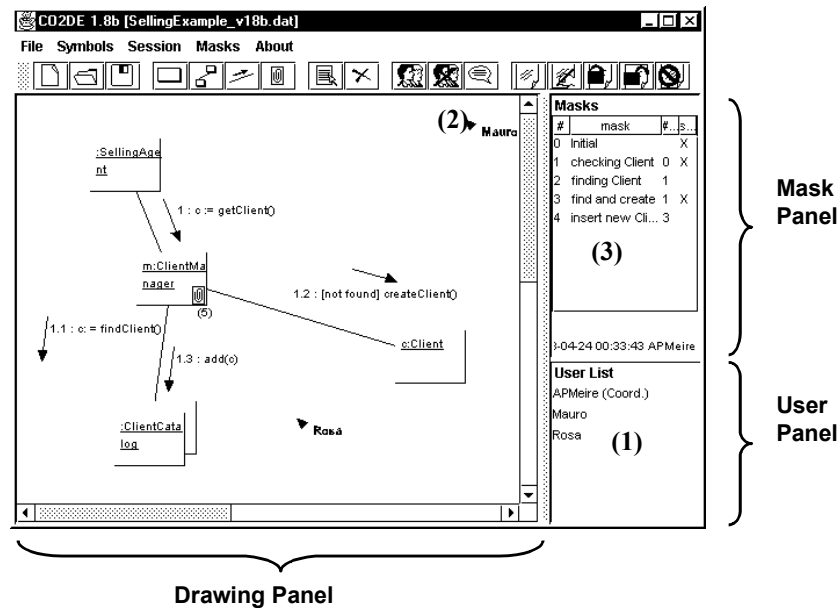 CO2DE 1.8b [SellingExample_v18b.dat]
File Symbols Session Masks About
(2)
Mauro
:SellingAge
nt
1 : c := getClient()
m:ClientMa
nager
(5)
1.2 : [not found] createClient()
1.1 : c: = findClient()
c:Client
1.3 : add(c)
:ClientCata
log
Rosa
Masks
# mask #... s...
0 Initial X
1 checking Client 0 X
2 finding Client 1
3 find and create 1 X
4 insert new Cli... 3
(3)
3-04-24 00:33:43 APMeire
User List
APMeire (Coord.)
Mauro
Rosa
(1)
Mask
Panel
User
Panel
Drawing Panel